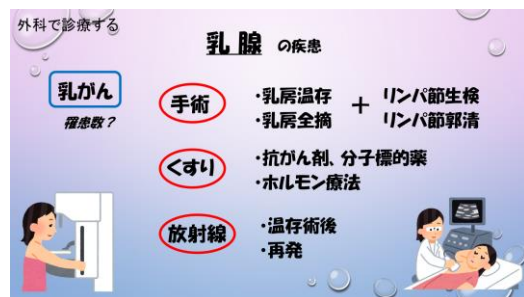 外科で診療する
乳腺 の疾患
乳がん
罹患数？
手術
・乳房温存
・乳房全摘
＋
リンパ節生検
リンパ節郭清
くすり
・抗がん剤、分子標的薬
・ホルモン療法
放射線
・温存術後
・再発